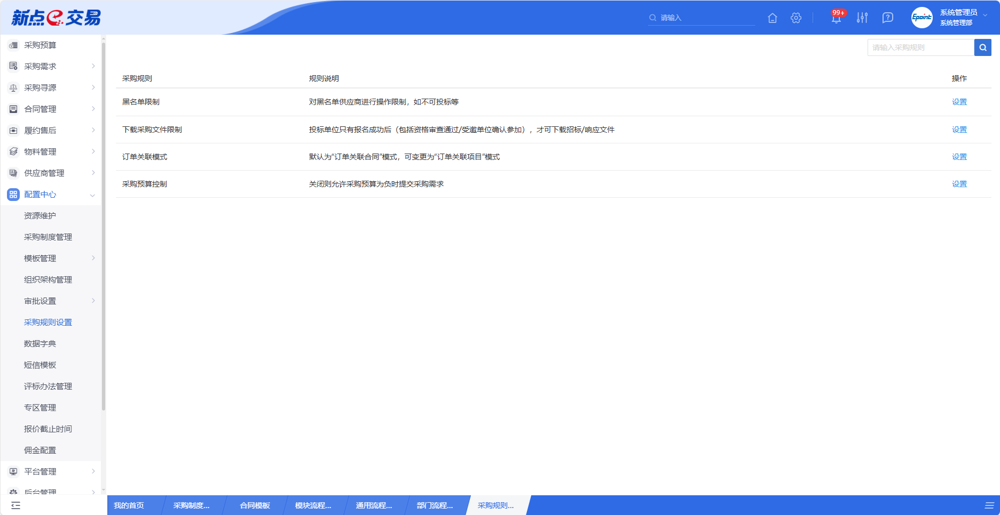 新点e交易
请输入
99+
Epoint
系统管理员
系统管理部
采购预算
采购需求
采购寻源
合同管理
履约售后
物料管理
供应商管理
配置中心
资源维护
采购制度管理
模板管理
组织架构管理
审批设置
采购规则设置
数据字典
短信模板
评标办法管理
专区管理
报价截止时间
佣金配置
平台管理
后台管理
请输入采购规则
采购规则 规则说明 操作
黑名单限制 对黑名单供应商进行操作限制，如不可投标等 设置
下载采购文件限制 投标单位只有报名成功后（包括资格审查通过/受邀单位确认参加），才可下载招标/响应文件 设置
订单关联模式 默认为“订单关联合同”模式，可变更为“订单关联项目”模式 设置
采购预算控制 关闭则允许采购预算为负时提交采购需求 设置
我的首页 采购制度... 合同模板 模块流程... 通用流程... 部门流程... 采购规则...